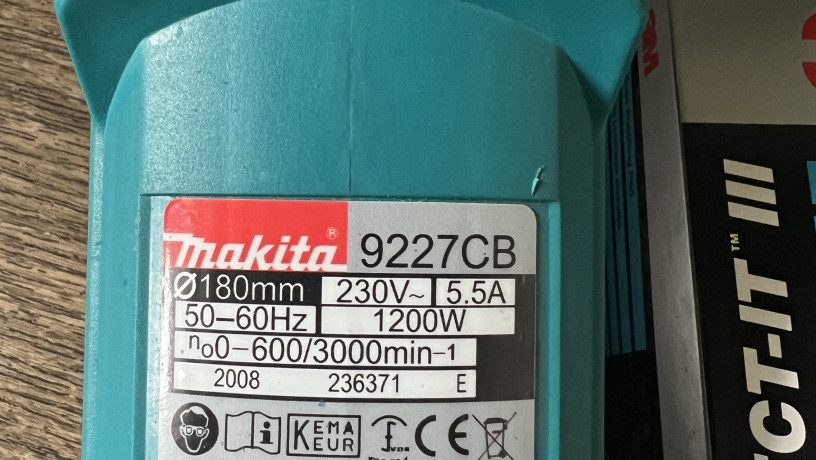 makita® 9227CB
Ø180mm 230V~ 5.5A
50–60Hz 1200W
n₀0–600/3000min-1
2008 236371 E
i KEMA KEUR CE
CT-IT™ III